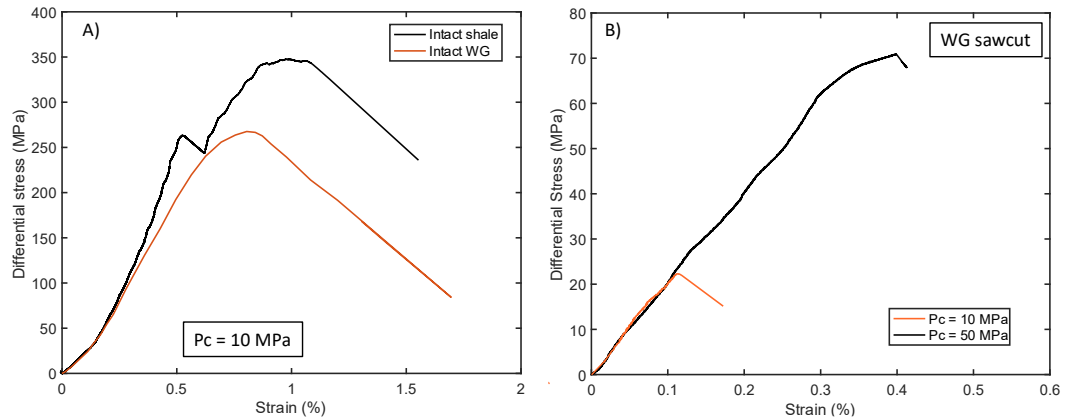 A)
Intact shale
Intact WG
Pc = 10 MPa
400
350
300
250
200
150
100
50
0
Differential stress (MPa)
0
0.5
1
1.5
2
Strain (%)
B)
WG sawcut
Pc = 10 MPa
Pc = 50 MPa
80
70
60
50
40
30
20
10
0
Differential Stress (MPa)
0
0.1
0.2
0.3
0.4
0.5
0.6
Strain (%)